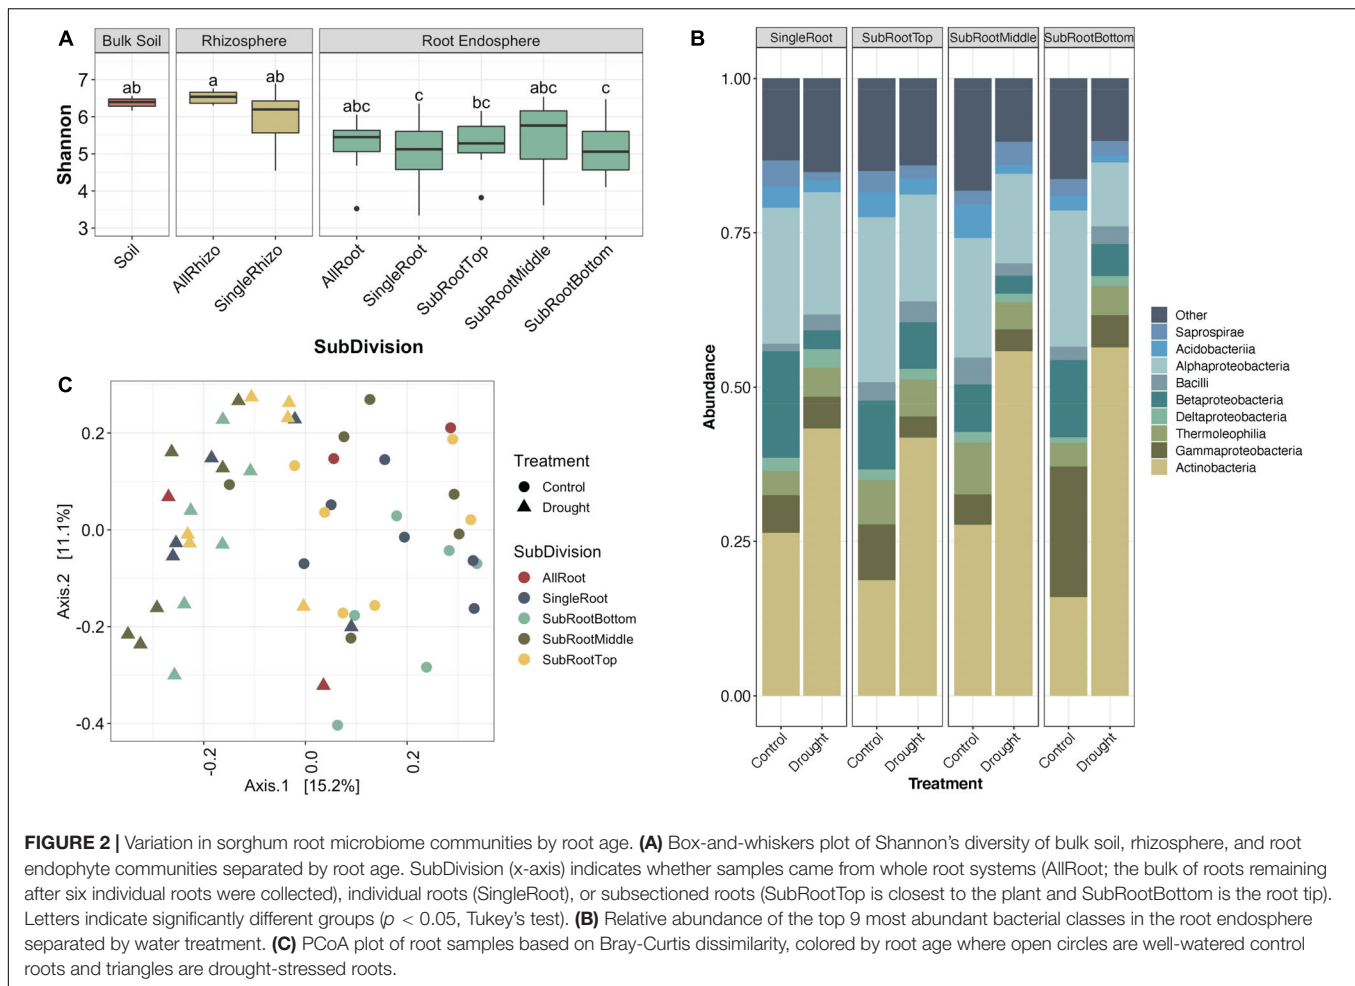 A
Bulk Soil
Rhizosphere
Root Endosphere
Shannon
7
6
5
4
3
ab
a
ab
abc
c
bc
abc
c
Soil
AllRhizo
SingleRhizo
AllRoot
SingleRoot
SubRootTop
SubRootMiddle
SubRootBottom
SubDivision
B
SingleRoot
SubRootTop
SubRootMiddle
SubRootBottom
Abundance
1.00
0.75
0.50
0.25
0.00
Control
Drought
Control
Drought
Control
Drought
Control
Drought
Treatment
Other
Saprospirae
Acidobacteriia
Alphaproteobacteria
Bacilli
Betaproteobacteria
Deltaproteobacteria
Thermoleophilia
Gammaproteobacteria
Actinobacteria
C
Axis.2 [11.1%]
0.2
0.0
-0.2
-0.4
-0.2
0.0
0.2
Axis.1 [15.2%]
Treatment
Control
Drought
SubDivision
AllRoot
SingleRoot
SubRootBottom
SubRootMiddle
SubRootTop
FIGURE 2 | Variation in sorghum root microbiome communities by root age. (A) Box-and-whiskers plot of Shannon's diversity of bulk soil, rhizosphere, and root
endophyte communities separated by root age. SubDivision (x-axis) indicates whether samples came from whole root systems (AllRoot; the bulk of roots remaining
after six individual roots were collected), individual roots (SingleRoot), or subsectioned roots (SubRootTop is closest to the plant and SubRootBottom is the root tip).
Letters indicate significantly different groups (p < 0.05, Tukey's test). (B) Relative abundance of the top 9 most abundant bacterial classes in the root endosphere
separated by water treatment. (C) PCoA plot of root samples based on Bray-Curtis dissimilarity, colored by root age where open circles are well-watered control
roots and triangles are drought-stressed roots.